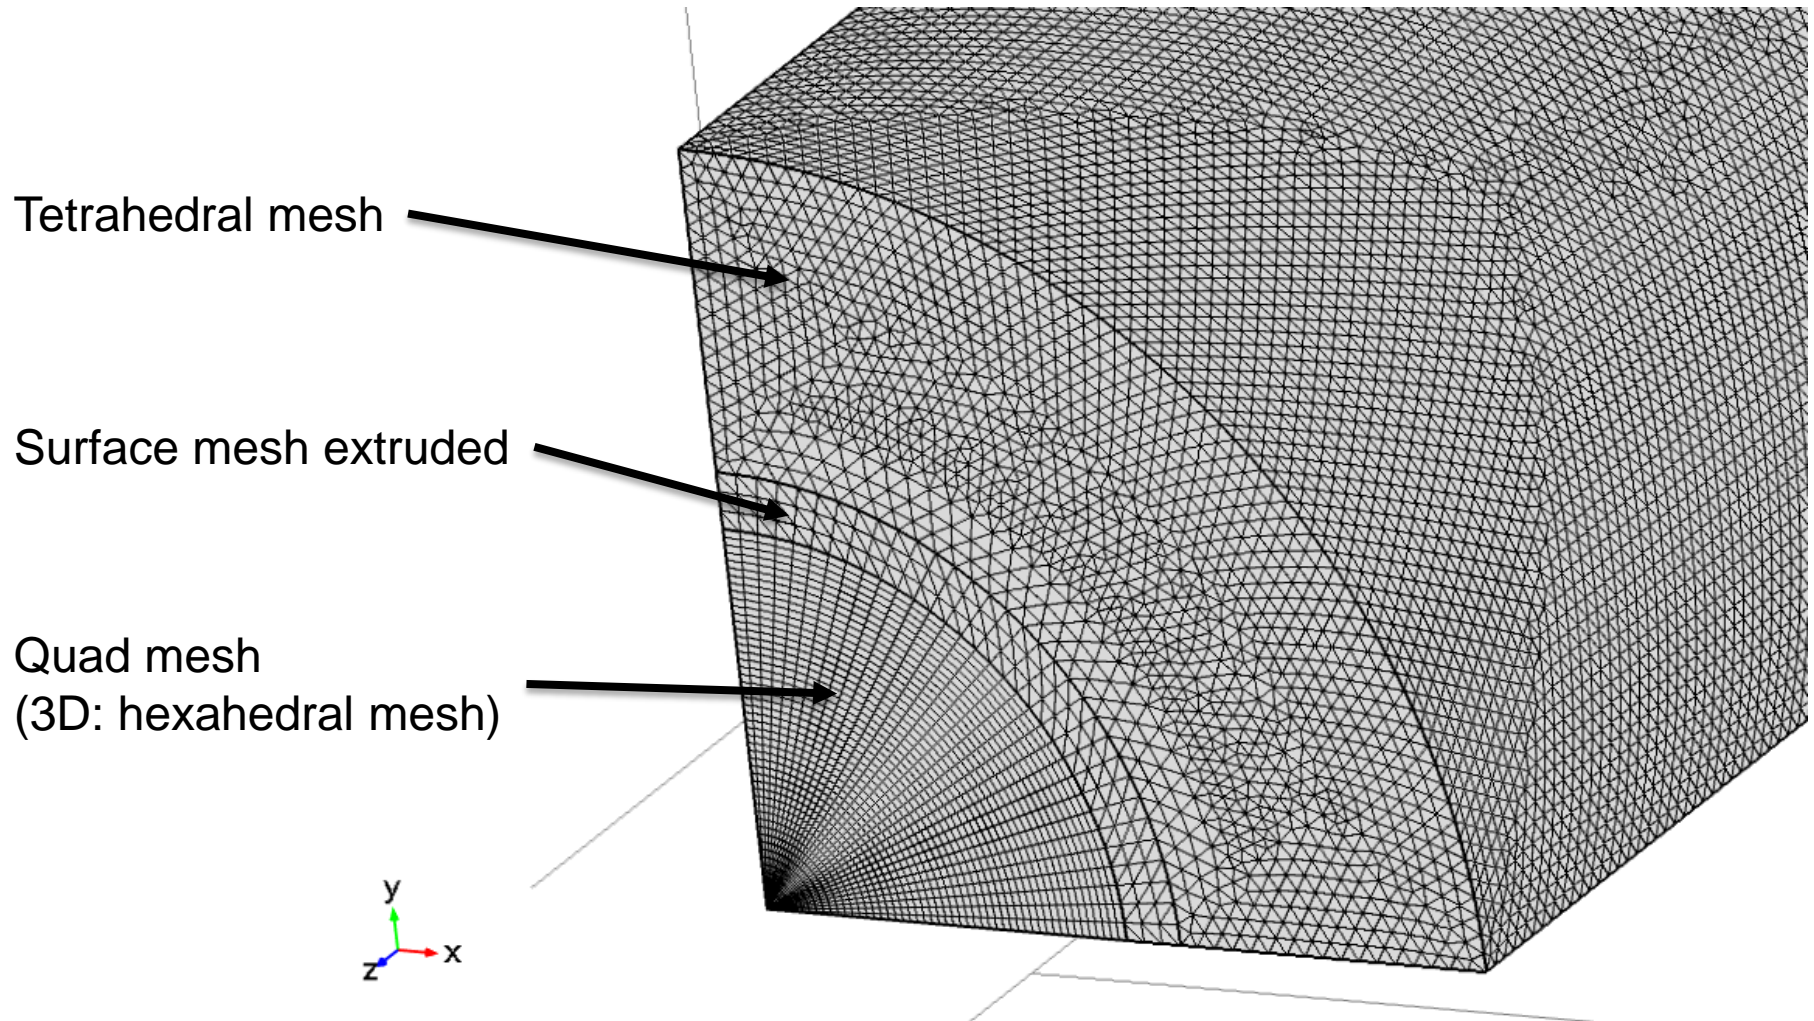 Tetrahedral mesh
Surface mesh extruded
Quad mesh
(3D: hexahedral mesh)
y
x
z